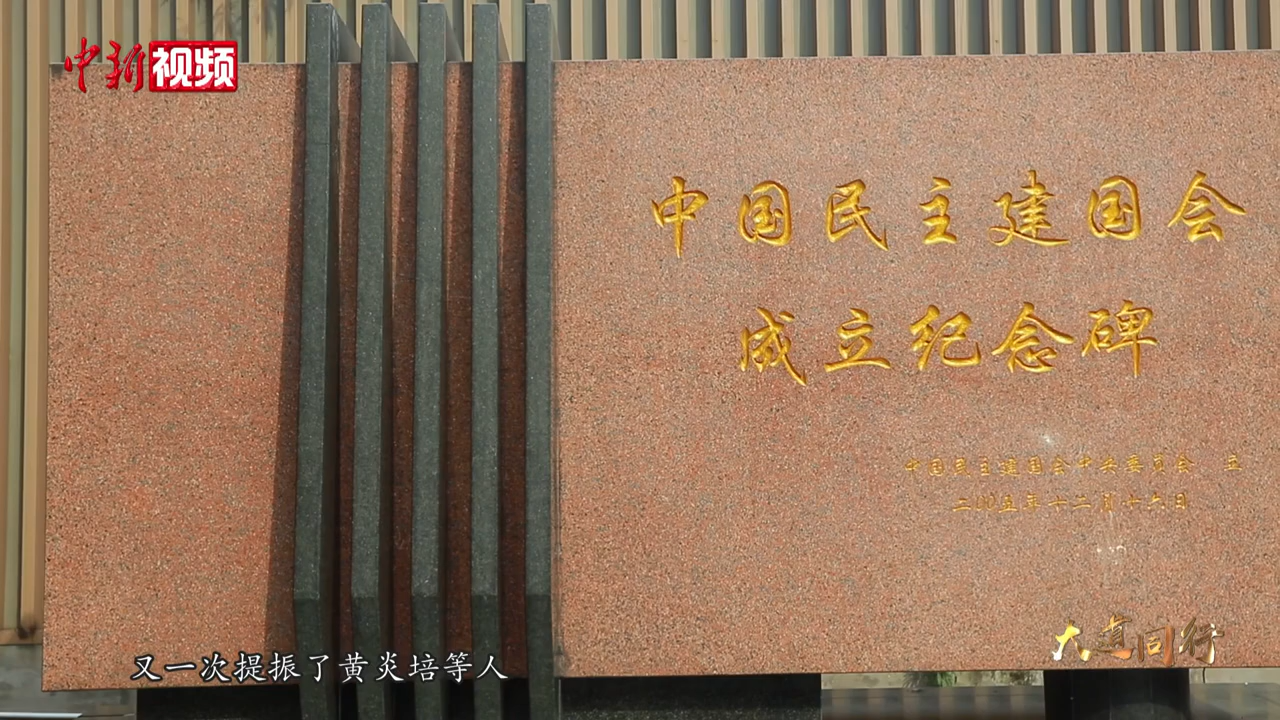 中新视频
中国民主建国会
成立纪念碑
中国民主建国会中央委员会 立
二〇〇五年十二月十六日
大道同行
又一次提振了黄炎培等人